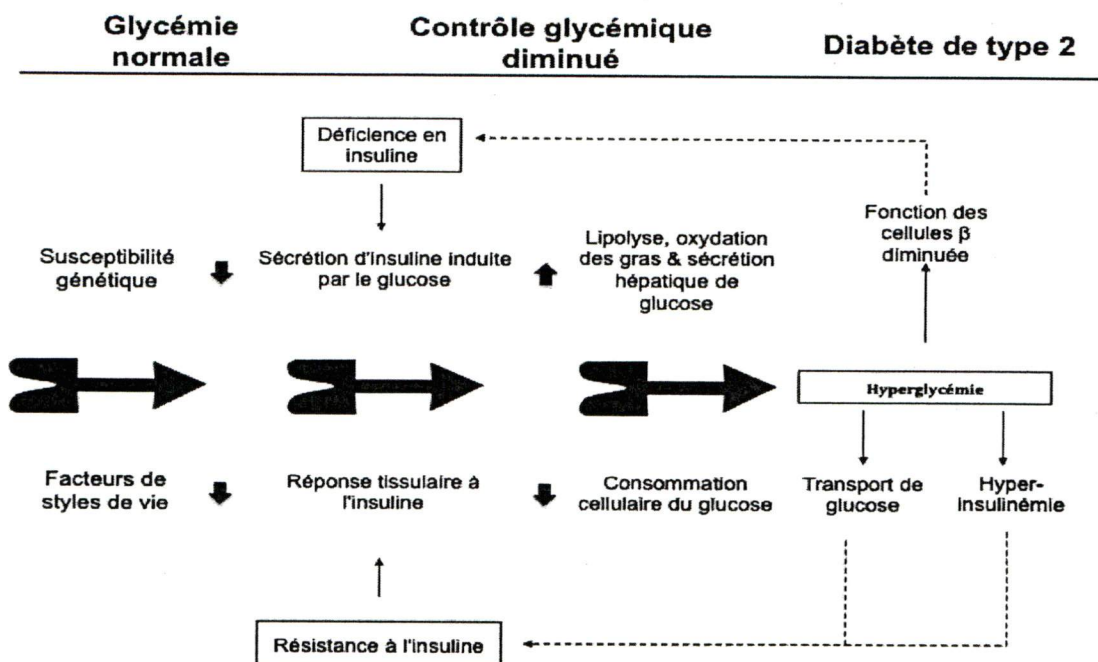 Glycémie
normale
Contrôle glycémique
diminué
Diabète de type 2
Déficience en
insuline
Fonction des
cellules β
diminuée
Susceptibilité
génétique
Sécrétion d'insuline induite
par le glucose
Lipolyse, oxydation
des gras & sécrétion
hépatique de
glucose
Hyperglycémie
Facteurs de
styles de vie
Réponse tissulaire à
l'insuline
Consommation
cellulaire du glucose
Transport de
glucose
Hyper-
insulinémie
Résistance à l'insuline